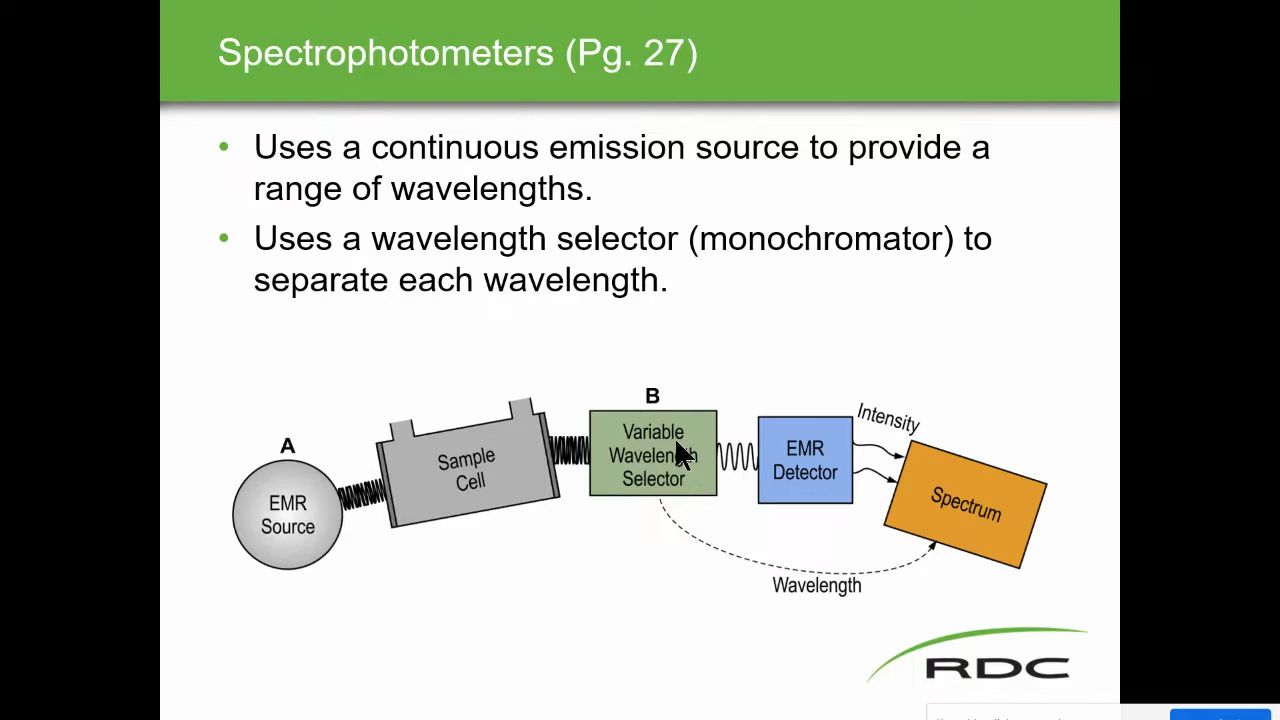 Spectrophotometers (Pg. 27)
• Uses a continuous emission source to provide a
range of wavelengths.
• Uses a wavelength selector (monochromator) to
separate each wavelength.
A
EMR
Source
Sample
Cell
B
Variable
Wavelength
Selector
EMR
Detector
Intensity
Spectrum
Wavelength
RDC